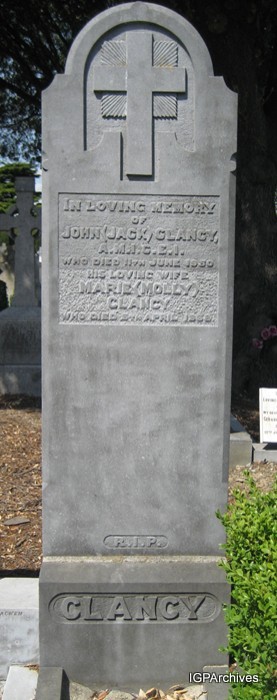 IN LOVING MEMORY
OF
JOHN (JACK) CLANCY,
WHO DIED 11TH JUNE
HIS LOVING WIFE
MARIE (MOLLY)
CLANCY
WHO DIED APRIL
R.I.P.
CLANCY
IGPArchives